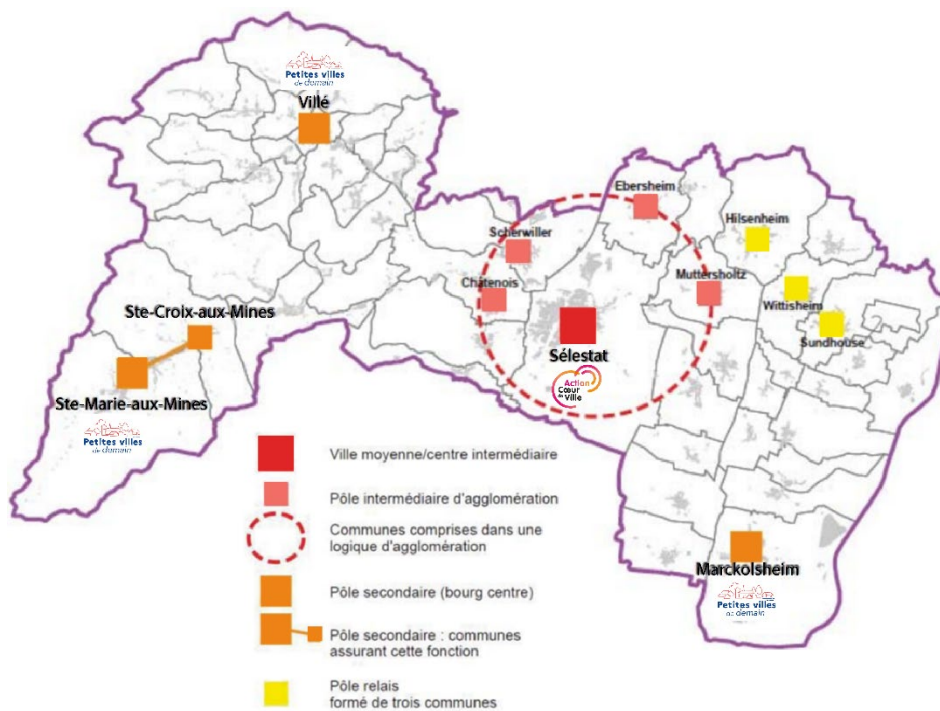 Petites villes
de demain
Villé
Ebersheim
Hilsenheim
Scherwiller
Châtenois
Muttersholtz
Wittisheim
Ste-Croix-aux-Mines
Sundhouse
Sélestat
Action
Cœur
de Ville
Ste-Marie-aux-Mines
Petites villes
de demain
Marckolsheim
Petites villes
de demain
Ville moyenne/centre intermédiaire
Pôle intermédiaire d'agglomération
Communes comprises dans une
logique d'agglomération
Pôle secondaire (bourg centre)
Pôle secondaire : communes
assurant cette fonction
Pôle relais
formé de trois communes